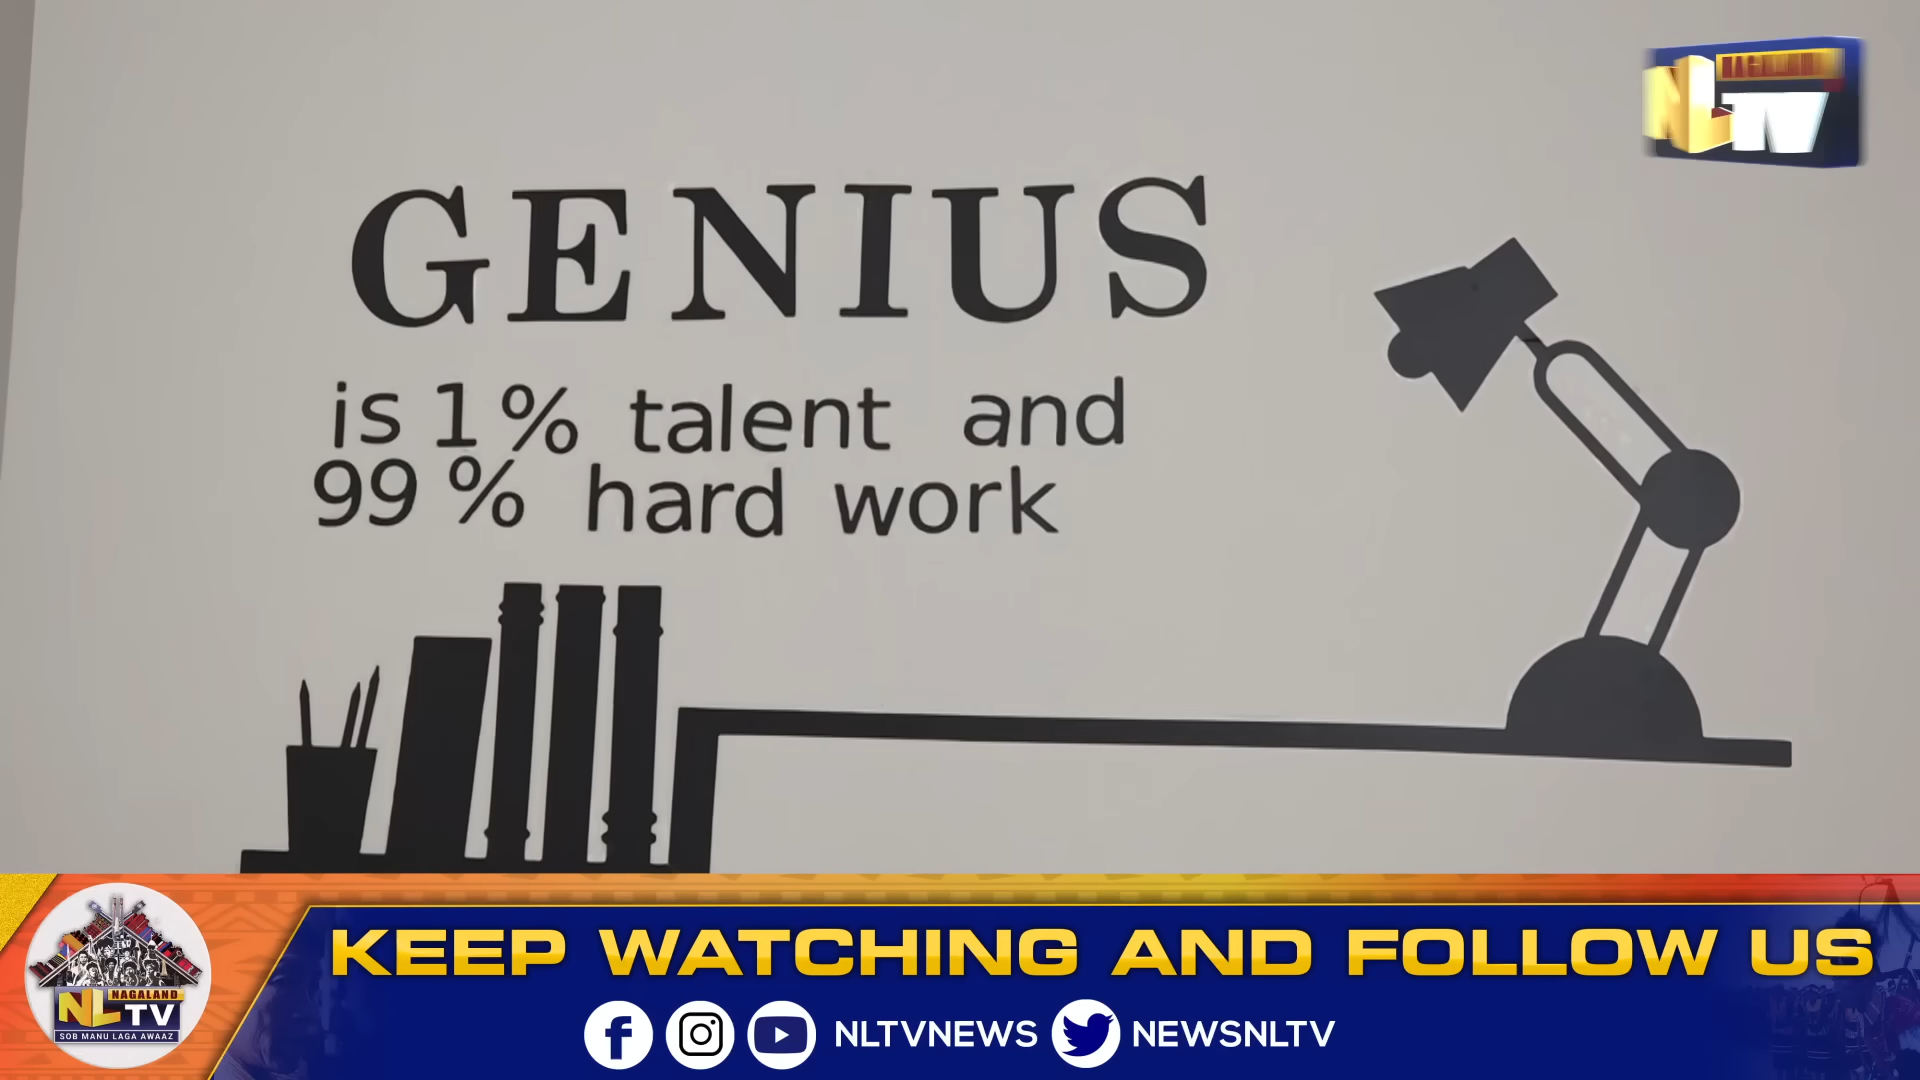 NAGALAND
NLTV
GENIUS
is 1% talent and
99% hard work
KEEP WATCHING AND FOLLOW US
NAGALAND
NLTV
SOB MANU LAGA AWAAZ
NLTVNEWS NEWSNLTV